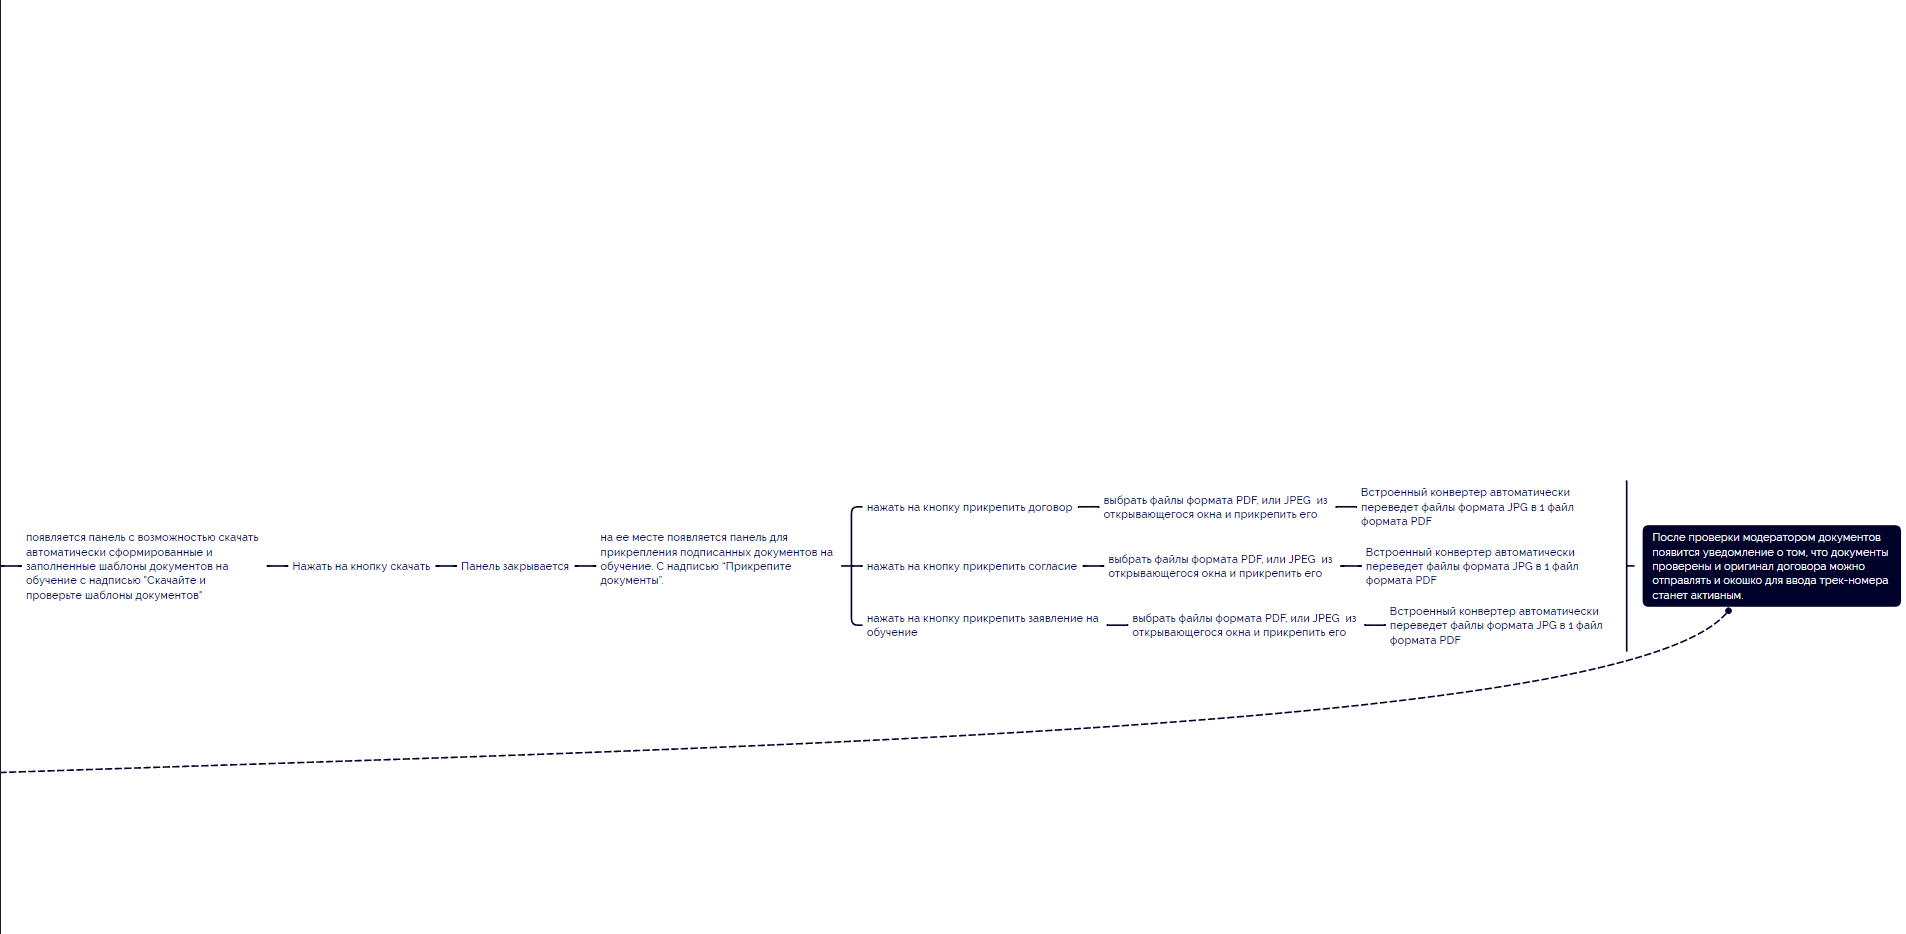 появляется панель с возможностью скачать
автоматически сформированные и
заполненные шаблоны документов на
обучение с надписью "Скачайте и
проверьте шаблоны документов"
Нажать на кнопку скачать
Панель закрывается
на ее месте появляется панель для
прикрепления подписанных документов на
обучение. С надписью "Прикрепите
документы".
нажать на кнопку прикрепить договор
выбрать файлы формата PDF, или JPEG из
открывающегося окна и прикрепить его
Встроенный конвертер автоматически
переведет файлы формата JPG в 1 файл
формата PDF
нажать на кнопку прикрепить согласие
выбрать файлы формата PDF, или JPEG из
открывающегося окна и прикрепить его
Встроенный конвертер автоматически
переведет файлы формата JPG в 1 файл
формата PDF
нажать на кнопку прикрепить заявление на
обучение
выбрать файлы формата PDF, или JPEG из
открывающегося окна и прикрепить его
Встроенный конвертер автоматически
переведет файлы формата JPG в 1 файл
формата PDF
После проверки модератором документов
появится уведомление о том, что документы
проверены и оригинал договора можно
отправлять и окошко для ввода трек-номера
станет активным.